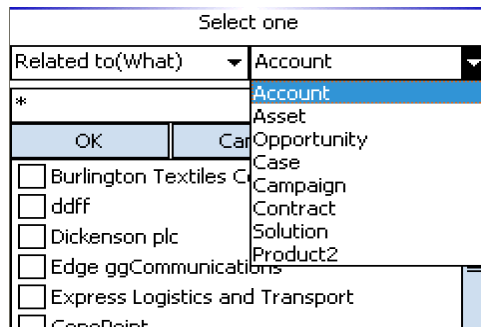 Select one
Related to(What) Account
*
Account
Asset
Opportunity
Case
Campaign
Contract
Solution
Product2
OK
Burlington Textiles
ddff
Dickenson plc
Edge ggCommunications
Express Logistics and Transport